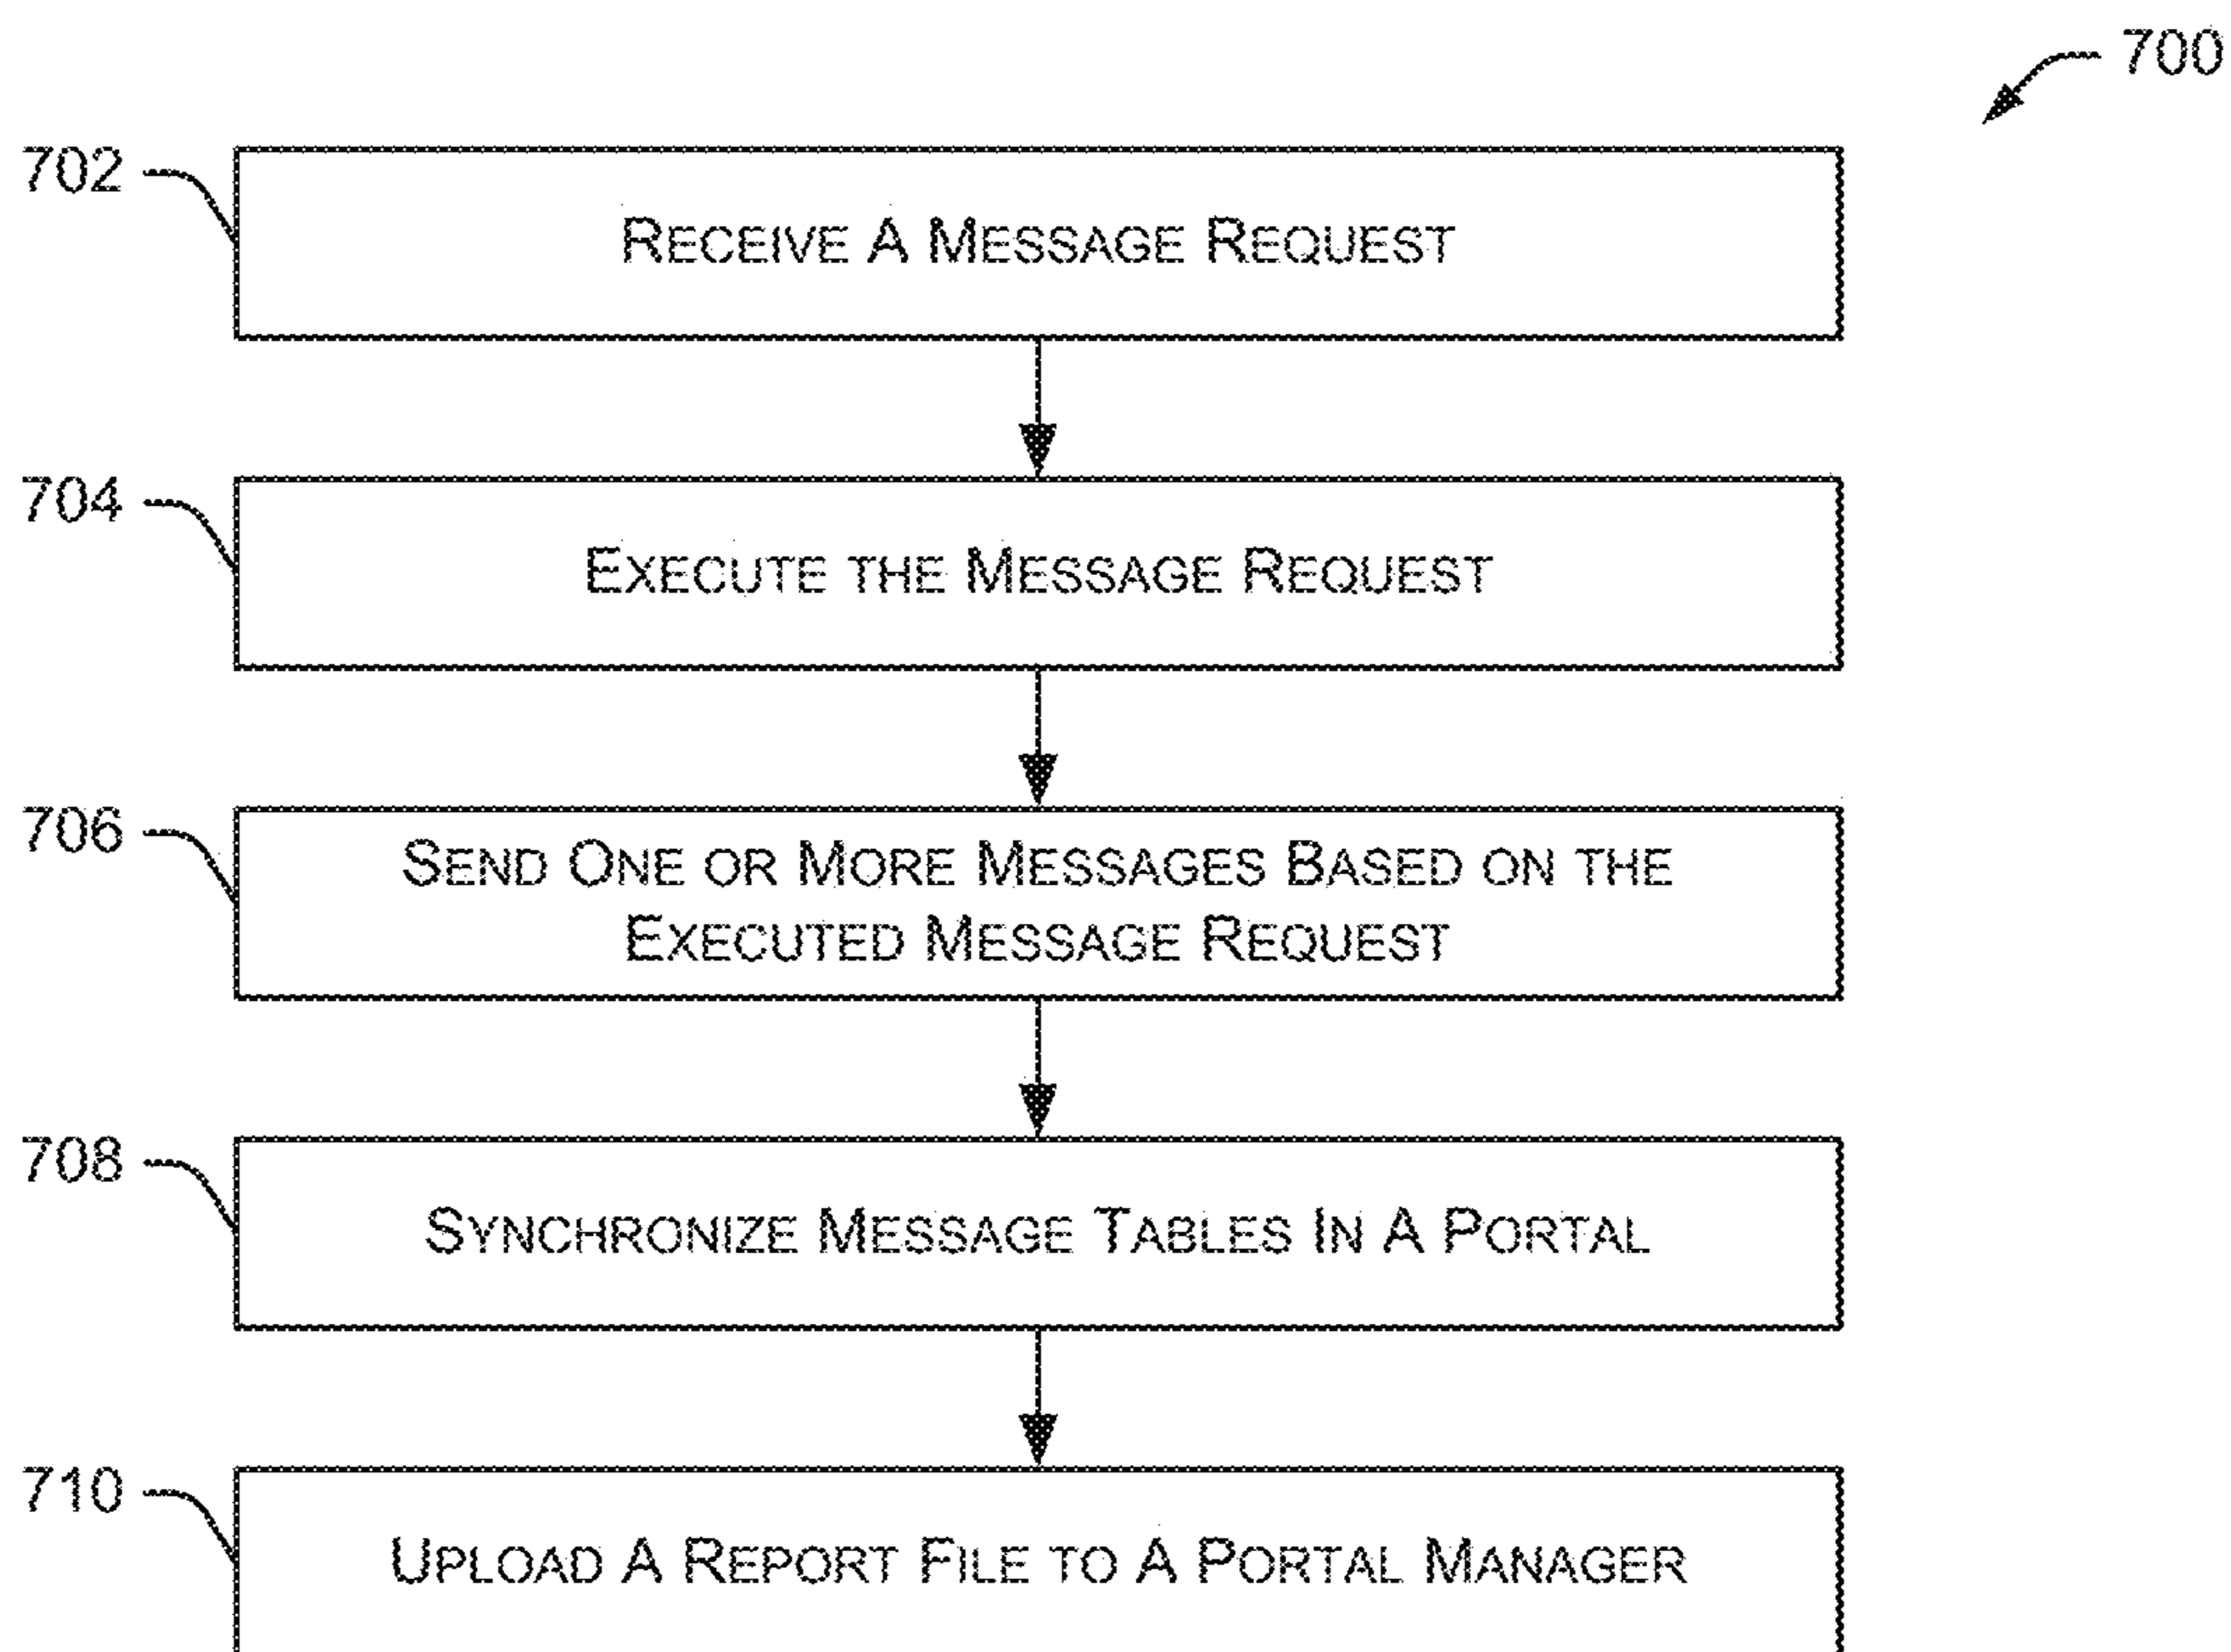 700
702
RECEIVE A MESSAGE REQUEST
704
EXECUTE THE MESSAGE REQUEST
706
SEND ONE OR MORE MESSAGES BASED ON THE
EXECUTED MESSAGE REQUEST
708
SYNCHRONIZE MESSAGE TABLES IN A PORTAL
710
UPLOAD A REPORT FILE TO A PORTAL MANAGER